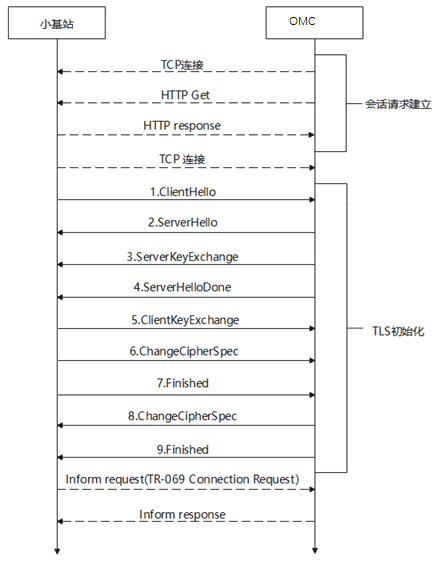 小基站
OMC
TCP连接
HTTP Get
会话请求建立
HTTP response
TCP 连接
1.ClientHello
2.ServerHello
3.ServerKeyExchange
4.ServerHelloDone
5.ClientKeyExchange
TLS初始化
6.ChangeCipherSpec
7.Finished
8.ChangeCipherSpec
9.Finished
Inform request(TR-069 Connection Request)
Inform response